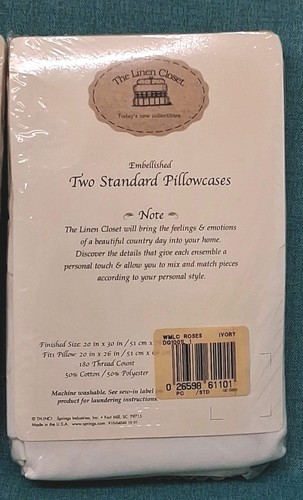 The Linen Closet
Today's new collectibles
Embellished
Two Standard Pillowcases
Note
The Linen Closet will bring the feelings & emotions
of a beautiful country day into your home.
Discover the details that give each ensemble a
personal touch & allow you to mix and match pieces
according to your personal style.
Finished Size: 20 in x 30 in / 51 cm x
Fits Pillow: 20 in x 26 in / 51 cm x
180 Thread Count
50% Cotton / 50% Polyester
WMLC ROSES IVORY
0 26598 61101
PC /STD
Machine washable. See sew-in label
product for laundering instructions.
Springs Industries, Inc. • Fort Mill, SC 29715
Made in the U.S.A. www.springs.com